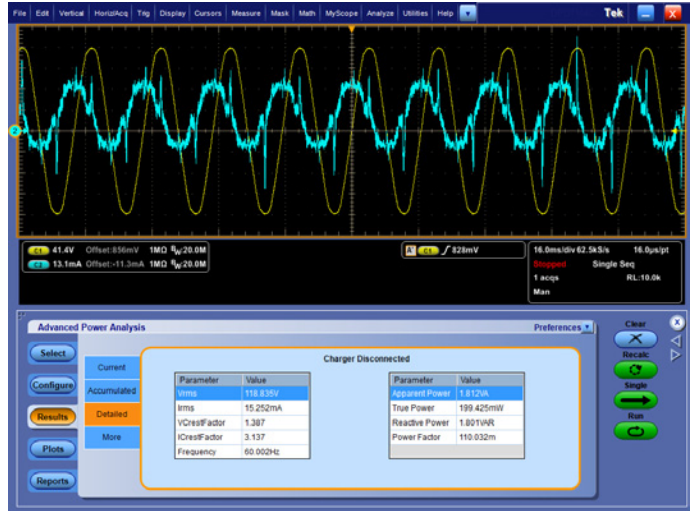 File Edit Vertical Horiz/Acq Trig Display Cursors Measure Mask Math MyScope Analyze Utilities Help Tek X
2
C1 41.4V Offset:856mV 1MΩ BW:20.0M
C2 13.1mA Offset:-11.3mA 1MΩ BW:20.0M
A' C1 828mV
16.0ms/div 62.5kS/s 16.0µs/pt
Stopped Single Seq
1 acqs RL:10.0k
Man
Advanced Power Analysis Preferences
Clear X
Select
Configure
Results
Plots
Reports
Current
Accumulated
Detailed
More
Charger Disconnected
Parameter Value
Vrms 118.835V
Irms 15.252mA
VCrestFactor 1.387
ICrestFactor 3.137
Frequency 60.002Hz
Parameter Value
Apparent Power 1.812VA
True Power 199.425mW
Reactive Power 1.801VAR
Power Factor 110.032m
Recalc
Single
Run